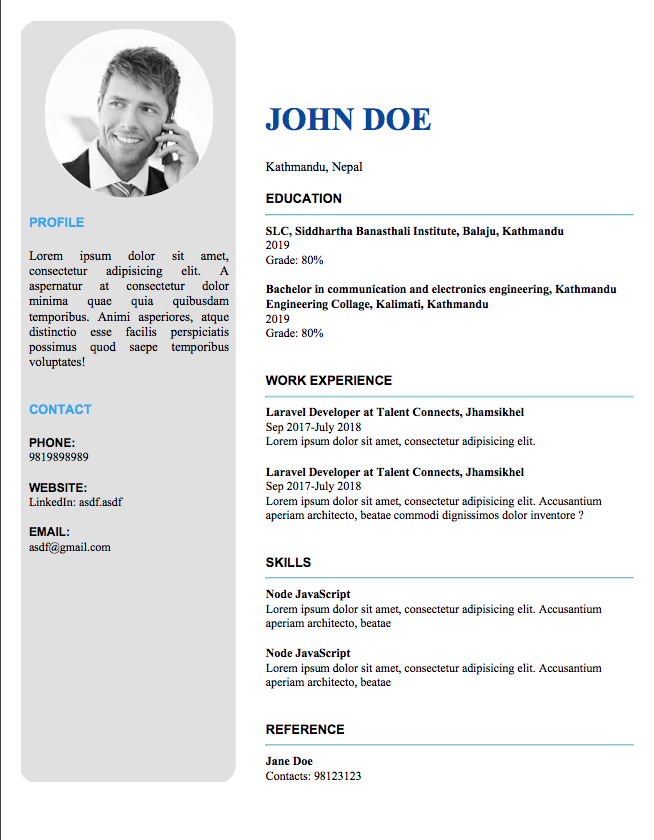 PROFILE
Lorem ipsum dolor sit amet,
consectetur adipisicing elit. A
aspernatur at consectetur dolor
minima quae quia quibusdam
temporibus. Animi asperiores, atque
distinctio esse facilis perspiciatis
possimus quod saepe temporibus
voluptates!
CONTACT
PHONE:
9819898989
WEBSITE:
LinkedIn: asdf.asdf
EMAIL:
asdf@gmail.com
JOHN DOE
Kathmandu, Nepal
EDUCATION
SLC, Siddhartha Banasthali Institute, Balaju, Kathmandu
2019
Grade: 80%
Bachelor in communication and electronics engineering, Kathmandu
Engineering Collage, Kalimati, Kathmandu
2019
Grade: 80%
WORK EXPERIENCE
Laravel Developer at Talent Connects, Jhamsikhel
Sep 2017-July 2018
Lorem ipsum dolor sit amet, consectetur adipisicing elit.
Laravel Developer at Talent Connects, Jhamsikhel
Sep 2017-July 2018
Lorem ipsum dolor sit amet, consectetur adipisicing elit. Accusantium
aperiam architecto, beatae commodi dignissimos dolor inventore ?
SKILLS
Node JavaScript
Lorem ipsum dolor sit amet, consectetur adipisicing elit. Accusantium
aperiam architecto, beatae
Node JavaScript
Lorem ipsum dolor sit amet, consectetur adipisicing elit. Accusantium
aperiam architecto, beatae
REFERENCE
Jane Doe
Contacts: 98123123